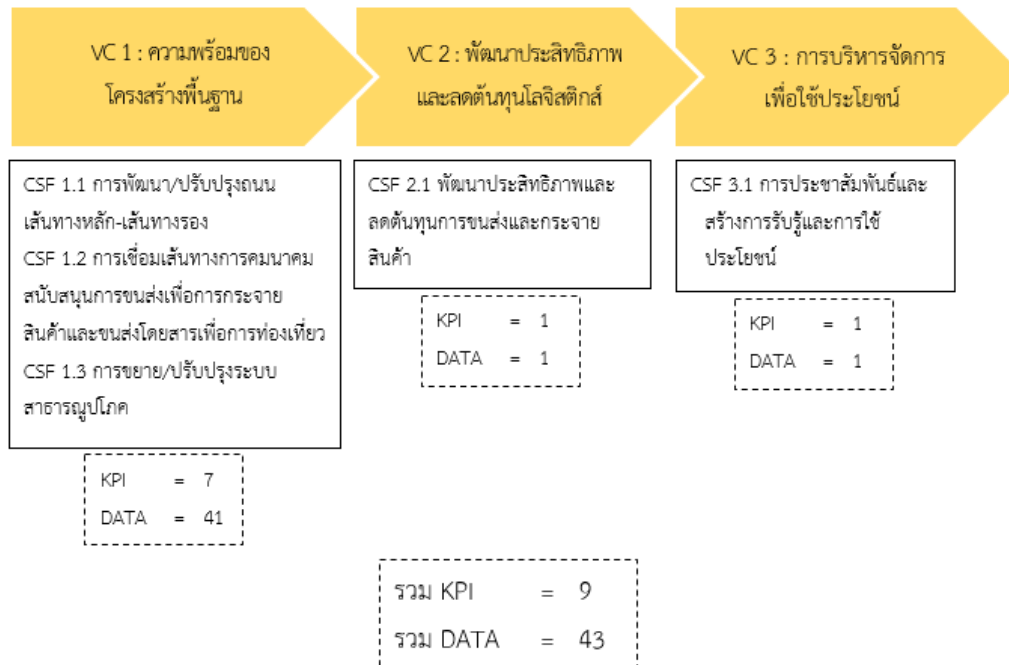 VC 1 : ความพร้อมของ
โครงสร้างพื้นฐาน
VC 2 : พัฒนาประสิทธิภาพ
และลดต้นทุนโลจิสติกส์
VC 3 : การบริหารจัดการ
เพื่อใช้ประโยชน์
CSF 1.1 การพัฒนา/ปรับปรุงถนน
เส้นทางหลัก-เส้นทางรอง
CSF 1.2 การเชื่อมเส้นทางการคมนาคม
สนับสนุนการขนส่งเพื่อการกระจาย
สินค้าและขนส่งโดยสารเพื่อการท่องเที่ยว
CSF 1.3 การขยาย/ปรับปรุงระบบ
สาธารณูปโภค
KPI = 7
DATA = 41
CSF 2.1 พัฒนาประสิทธิภาพและ
ลดต้นทุนการขนส่งและกระจาย
สินค้า
KPI = 1
DATA = 1
CSF 3.1 การประชาสัมพันธ์และ
สร้างการรับรู้และการใช้
ประโยชน์
KPI = 1
DATA = 1
รวม KPI = 9
รวม DATA = 43